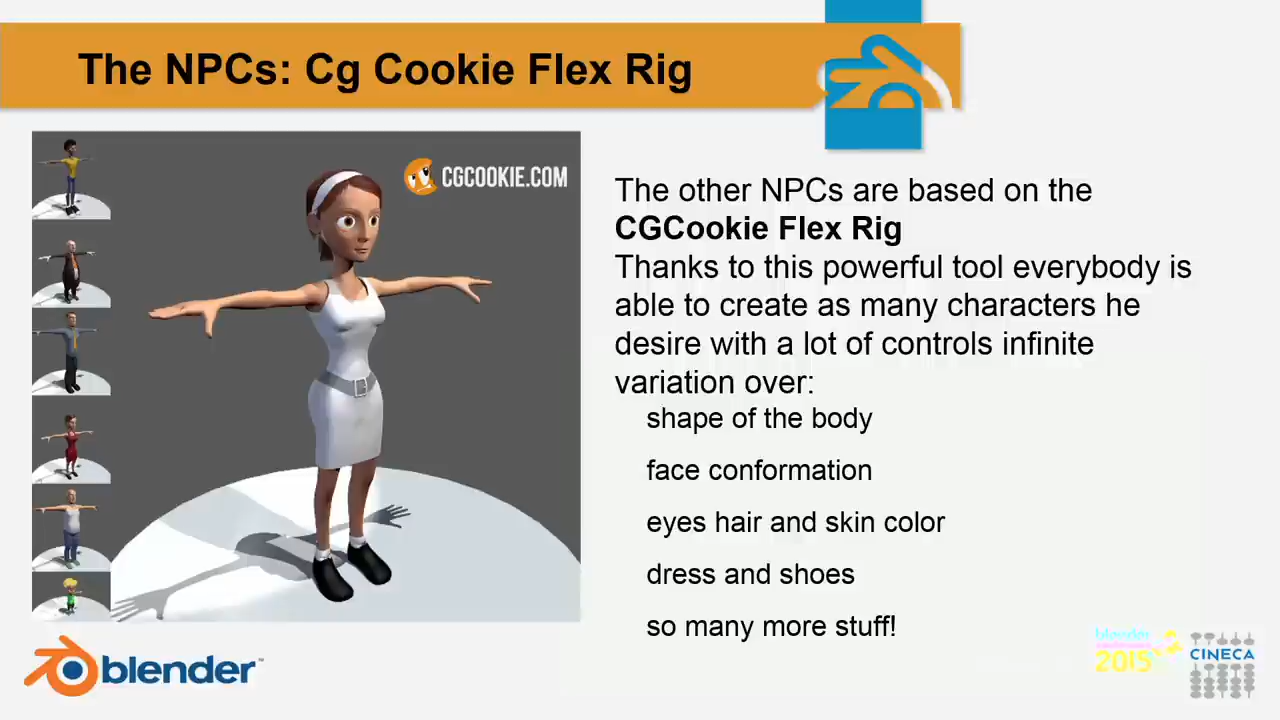 The NPCs: Cg Cookie Flex Rig
CGCOOKIE.COM
The other NPCs are based on the
CGCookie Flex Rig
Thanks to this powerful tool everybody is
able to create as many characters he
desire with a lot of controls infinite
variation over:
shape of the body
face conformation
eyes hair and skin color
dress and shoes
so many more stuff!
blender™
blender
2015
CINECA